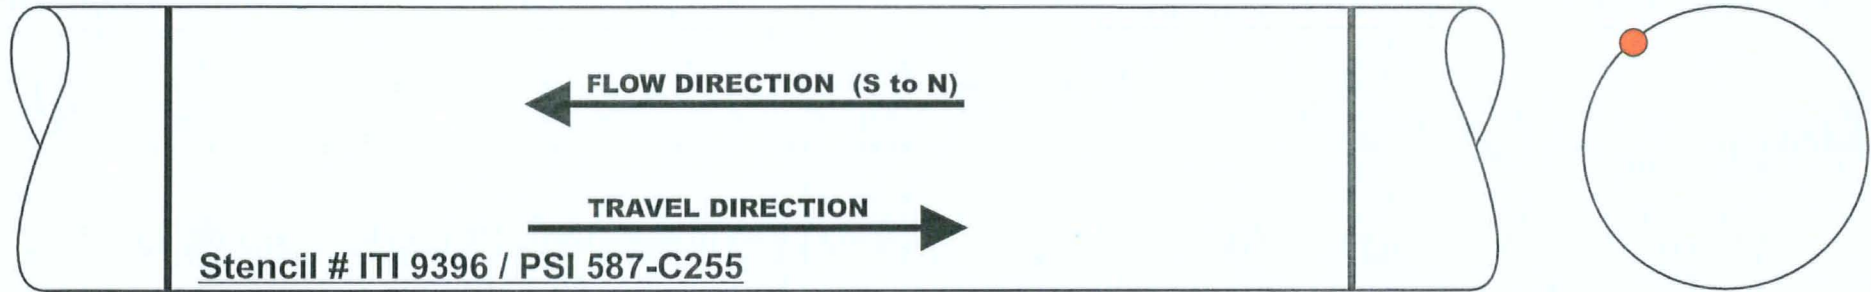 FLOW DIRECTION (S to N)
TRAVEL DIRECTION
Stencil # ITI 9396 / PSI 587-C255